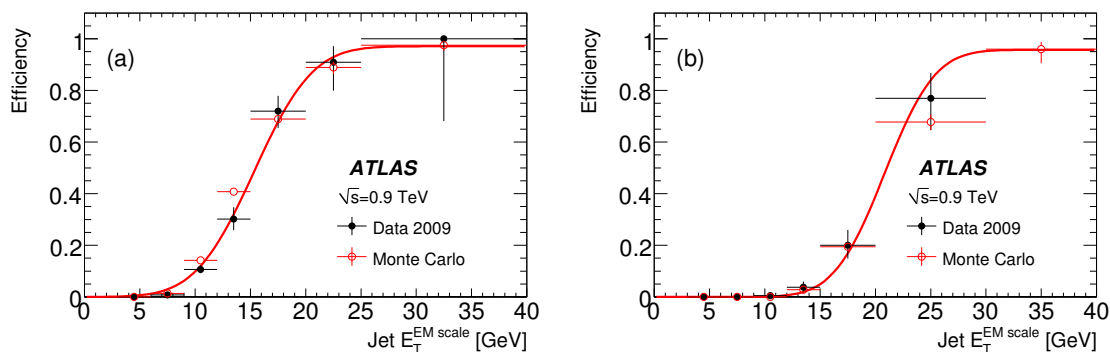 Efficiency
(a)
1
0.8
0.6
0.4
0.2
0
ATLAS
√s=0.9 TeV
Data 2009
Monte Carlo
0 5 10 15 20 25 30 35 40
Jet E_T^EM scale [GeV]
Efficiency
(b)
1
0.8
0.6
0.4
0.2
0
ATLAS
√s=0.9 TeV
Data 2009
Monte Carlo
0 5 10 15 20 25 30 35 40
Jet E_T^EM scale [GeV]